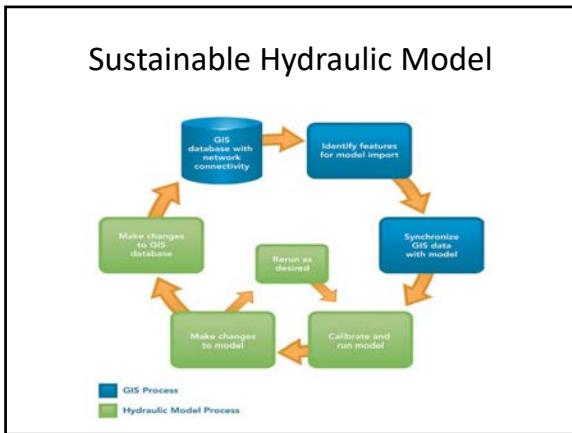 Sustainable Hydraulic Model
GIS
database with
network
connectivity
Identify features
for model import
Synchronize
GIS data
with model
Calibrate and
run model
Rerun as
desired
Make changes
to model
Make changes
to GIS
database
GIS Process
Hydraulic Model Process